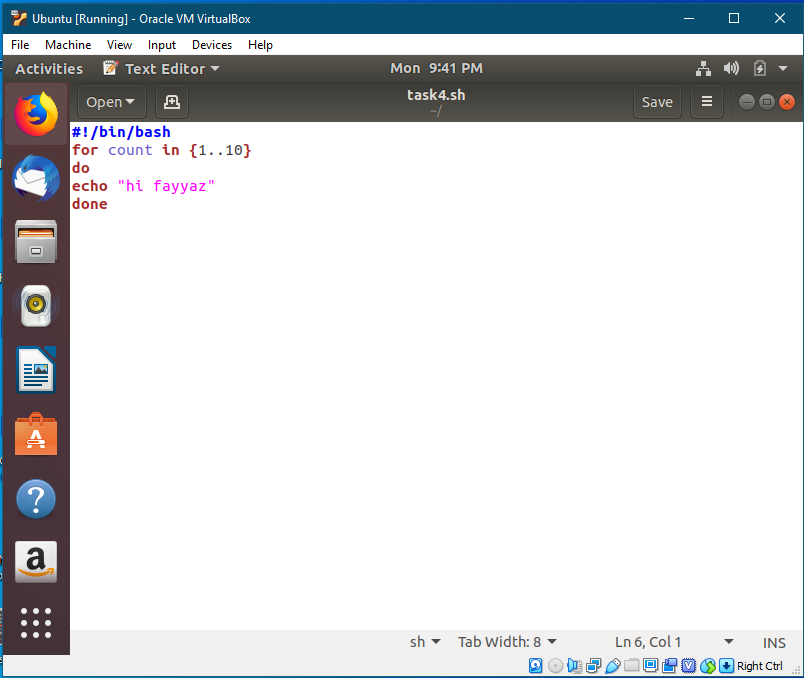 Ubuntu [Running] - Oracle VM VirtualBox
File Machine View Input Devices Help
Activities Text Editor Mon 9:41 PM
Open task4.sh Save
~/
#!/bin/bash
for count in {1..10}
do
echo "hi fayyaz"
done
a
sh Tab Width: 8 Ln 6, Col 1 INS
Right Ctrl